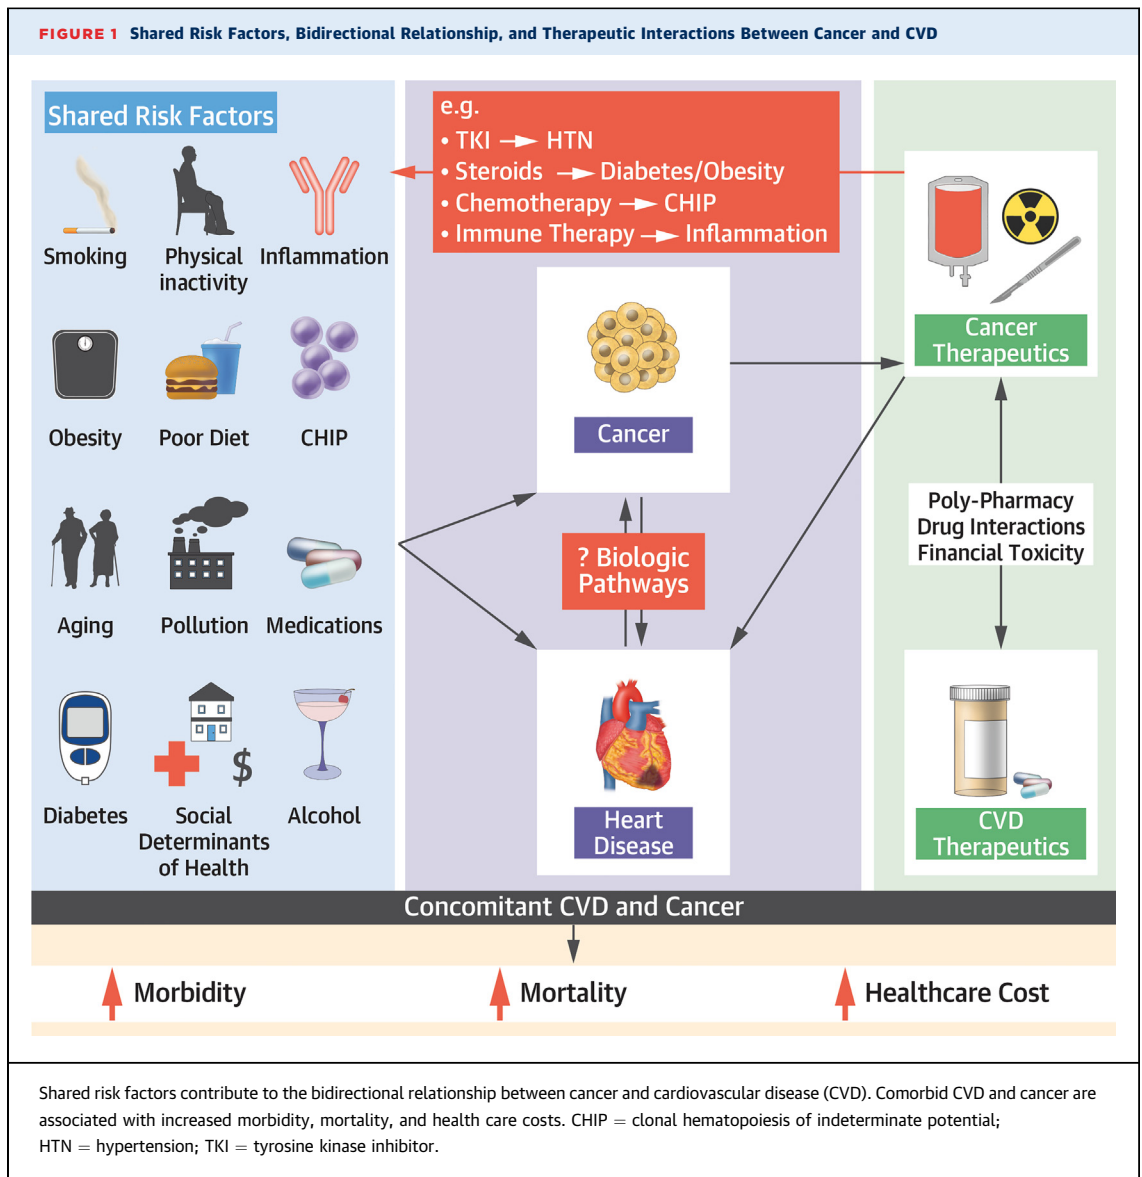 FIGURE 1 Shared Risk Factors, Bidirectional Relationship, and Therapeutic Interactions Between Cancer and CVD
Shared Risk Factors
Smoking
Physical
inactivity
Inflammation
Obesity
Poor Diet
CHIP
Aging
Pollution
Medications
Diabetes
$
Social
Determinants
of Health
Alcohol
e.g.
• TKI → HTN
• Steroids → Diabetes/Obesity
• Chemotherapy → CHIP
• Immune Therapy → Inflammation
Cancer
? Biologic
Pathways
Heart
Disease
Cancer
Therapeutics
Poly-Pharmacy
Drug Interactions
Financial Toxicity
CVD
Therapeutics
Concomitant CVD and Cancer
Morbidity
Mortality
Healthcare Cost
Shared risk factors contribute to the bidirectional relationship between cancer and cardiovascular disease (CVD). Comorbid CVD and cancer are
associated with increased morbidity, mortality, and health care costs. CHIP = clonal hematopoiesis of indeterminate potential;
HTN = hypertension; TKI = tyrosine kinase inhibitor.